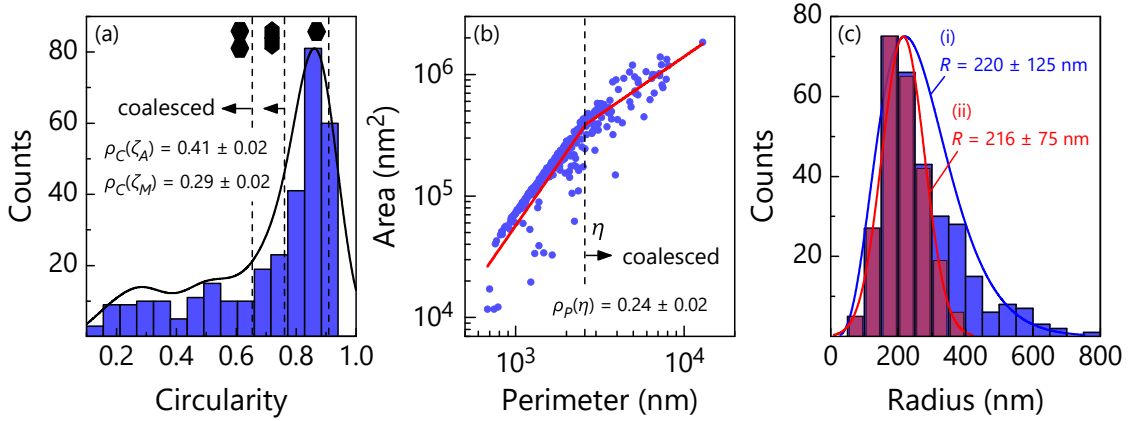 (a)
80
60
40
20
Counts
coalesced
ρC(ζA) = 0.41 ± 0.02
ρC(ζM) = 0.29 ± 0.02
0.2 0.4 0.6 0.8 1.0
Circularity
(b)
10⁶
10⁵
10⁴
Area (nm²)
η
coalesced
ρP(η) = 0.24 ± 0.02
10³ 10⁴
Perimeter (nm)
(c)
80
60
40
20
0
Counts
(i)
R = 220 ± 125 nm
(ii)
R = 216 ± 75 nm
0 200 400 600 800
Radius (nm)